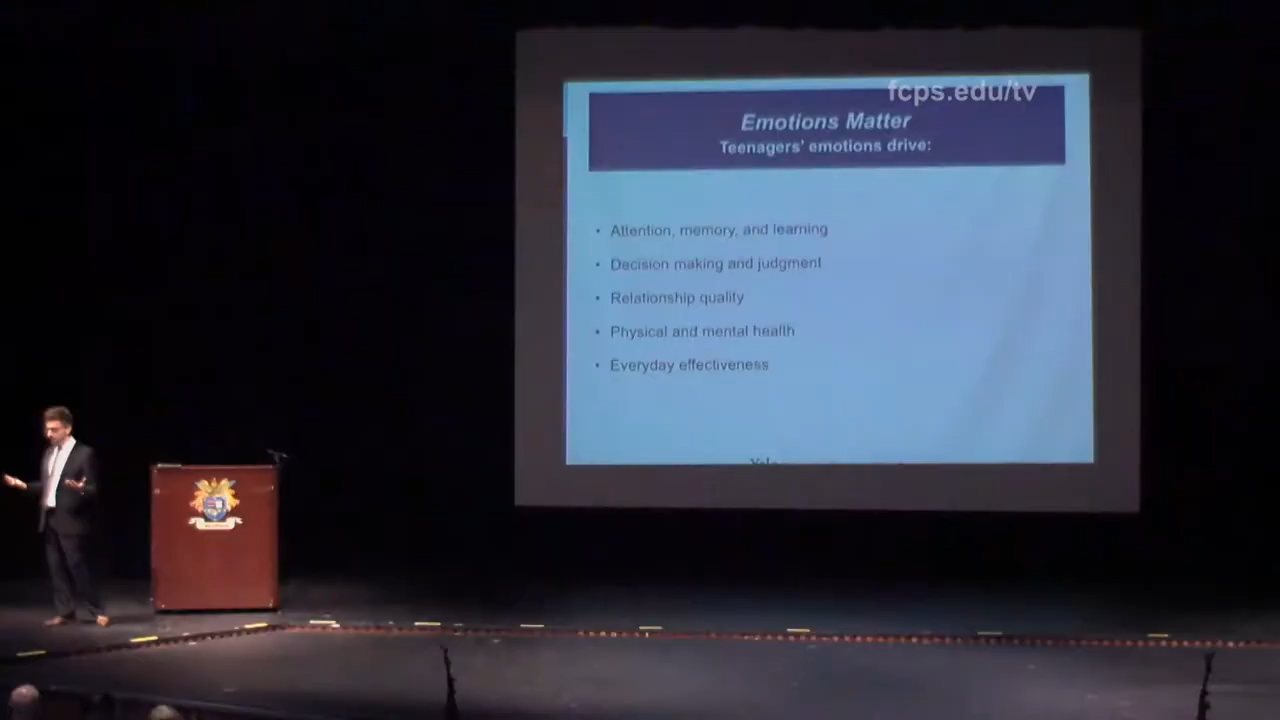 fcps.edu/tv
Emotions Matter
Teenagers' emotions drive:
• Attention, memory, and learning
• Decision making and judgment
• Relationship quality
• Physical and mental health
• Everyday effectiveness